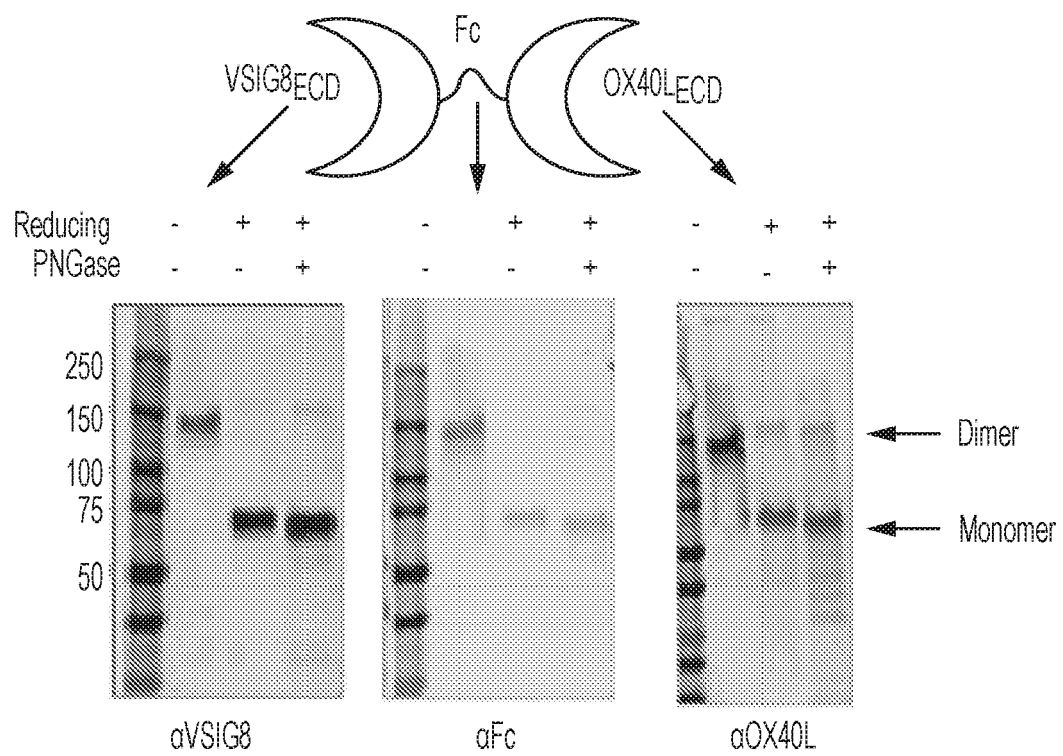 Fc
VSIG8ECD
OX40LECD
Reducing - + + - + + - + +
PNGase - - + - - + - - +
250
150
100
75
50
Dimer
Monomer
αVSIG8
αFc
αOX40L